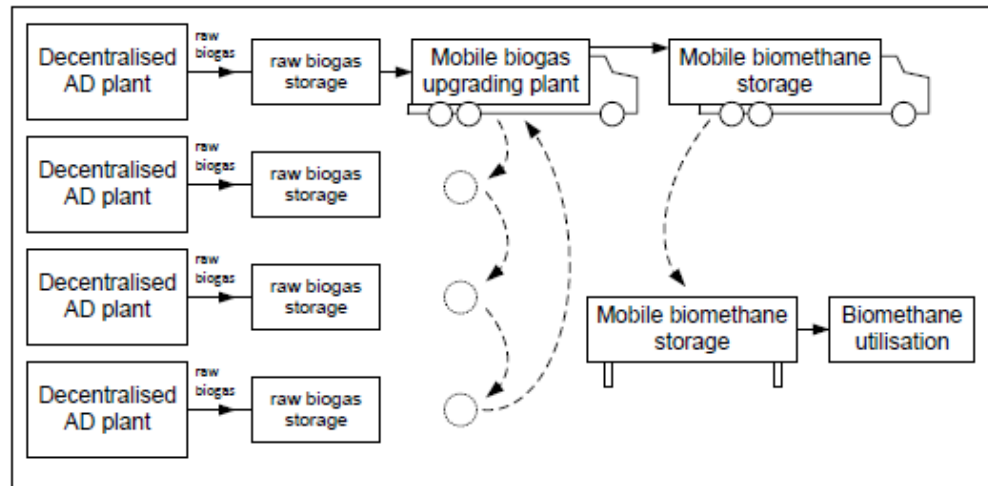 Decentralised
AD plant
raw
biogas
raw biogas
storage
Mobile biogas
upgrading plant
Mobile biomethane
storage
Decentralised
AD plant
raw
biogas
raw biogas
storage
Decentralised
AD plant
raw
biogas
raw biogas
storage
Mobile biomethane
storage
Biomethane
utilisation
Decentralised
AD plant
raw
biogas
raw biogas
storage